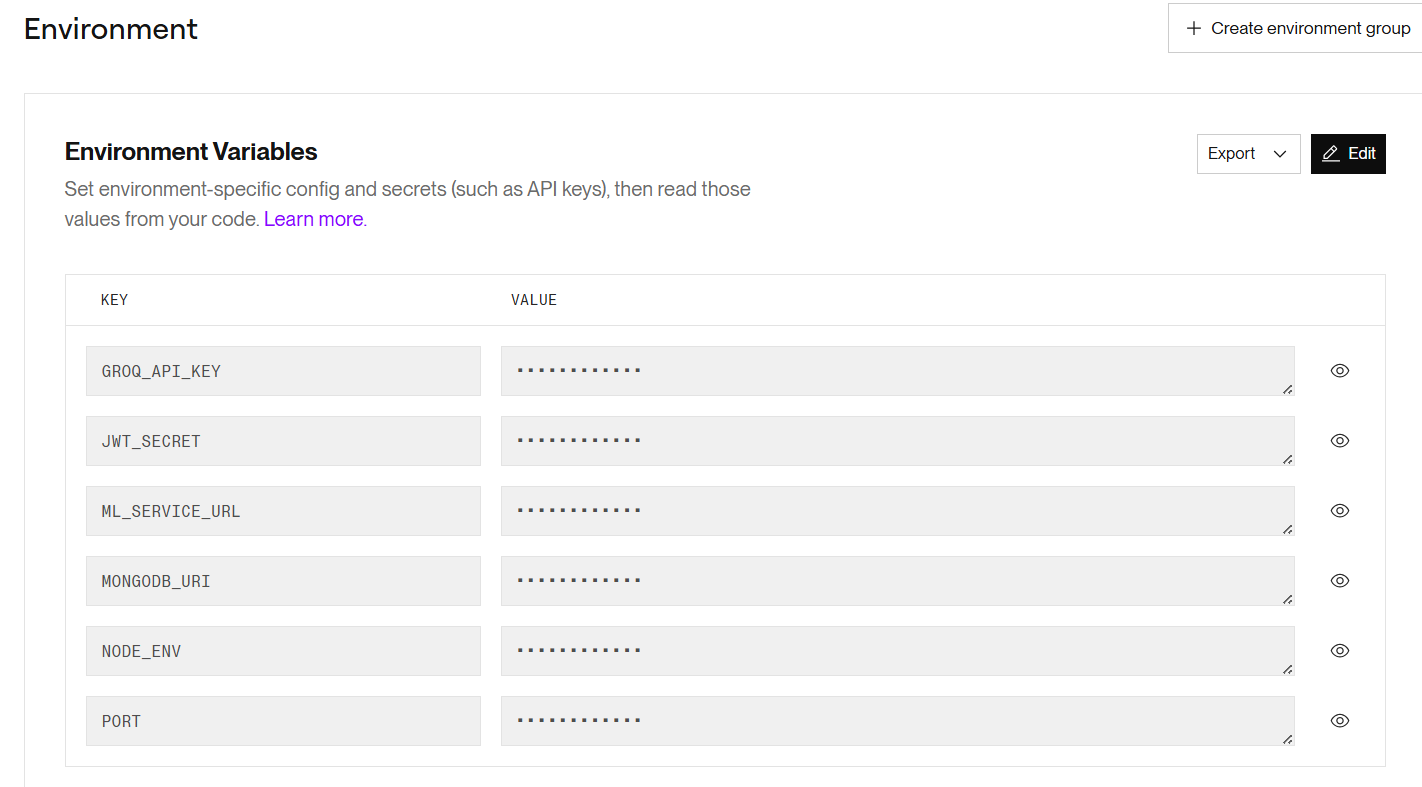 Environment
+ Create environment group
Environment Variables
Export
Edit
Set environment-specific config and secrets (such as API keys), then read those
values from your code. Learn more.
KEY VALUE
GROQ_API_KEY ············
JWT_SECRET ············
ML_SERVICE_URL ············
MONGODB_URI ············
NODE_ENV ············
PORT ············